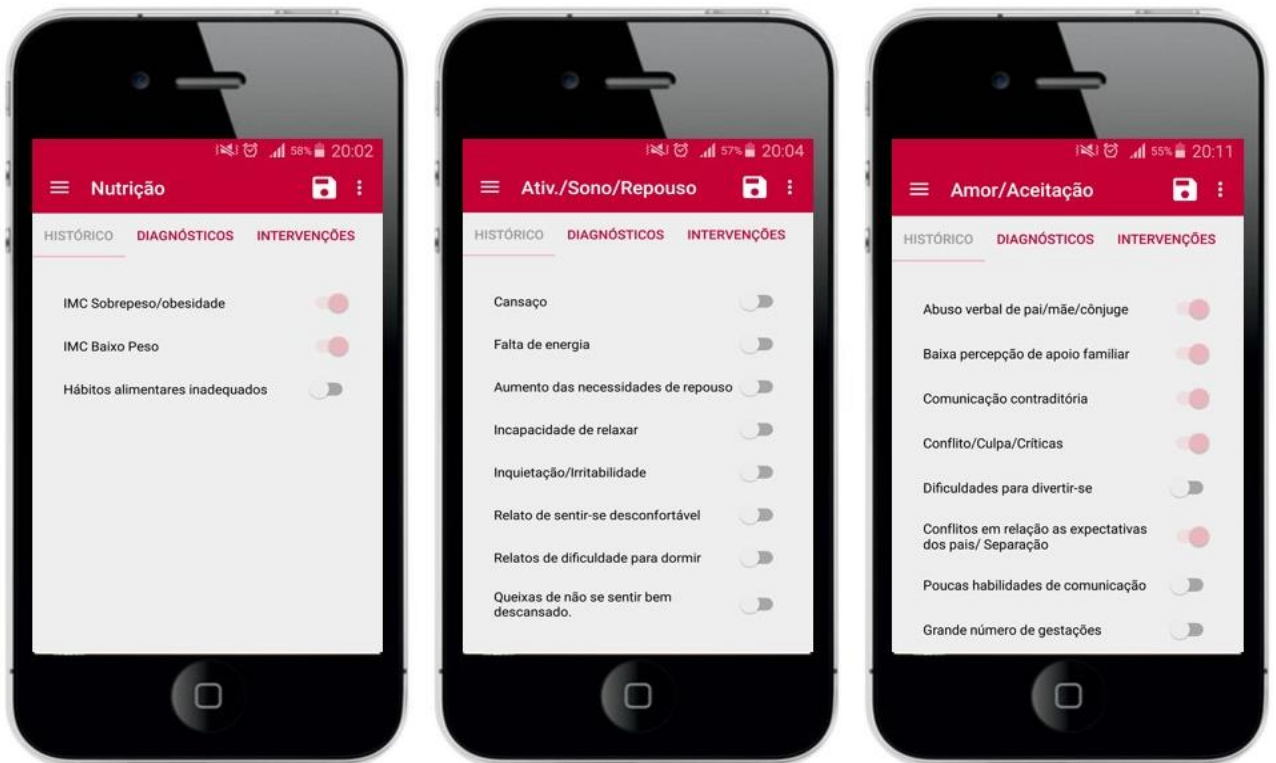 58% 20:02
Nutrição
HISTÓRICO DIAGNÓSTICOS INTERVENÇÕES
IMC Sobrepeso/obesidade
IMC Baixo Peso
Hábitos alimentares inadequados
57% 20:04
Ativ./Sono/Repouso
HISTÓRICO DIAGNÓSTICOS INTERVENÇÕES
Cansaço
Falta de energia
Aumento das necessidades de repouso
Incapacidade de relaxar
Inquietação/Irritabilidade
Relato de sentir-se desconfortável
Relatos de dificuldade para dormir
Queixas de não se sentir bem
descansado.
55% 20:11
Amor/Aceitação
HISTÓRICO DIAGNÓSTICOS INTERVENÇÕES
Abuso verbal de pai/mãe/cônjuge
Baixa percepção de apoio familiar
Comunicação contraditória
Conflito/Culpa/Críticas
Dificuldades para divertir-se
Conflitos em relação as expectativas
dos pais/ Separação
Poucas habilidades de comunicação
Grande número de gestações